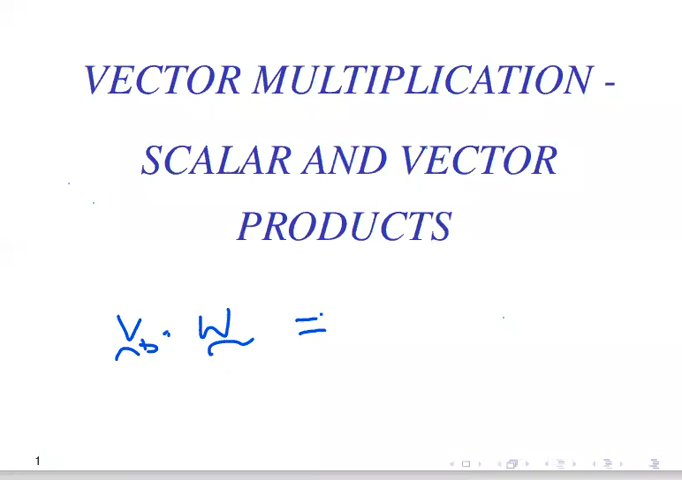 VECTOR MULTIPLICATION -
SCALAR AND VECTOR
PRODUCTS
V . W =
1